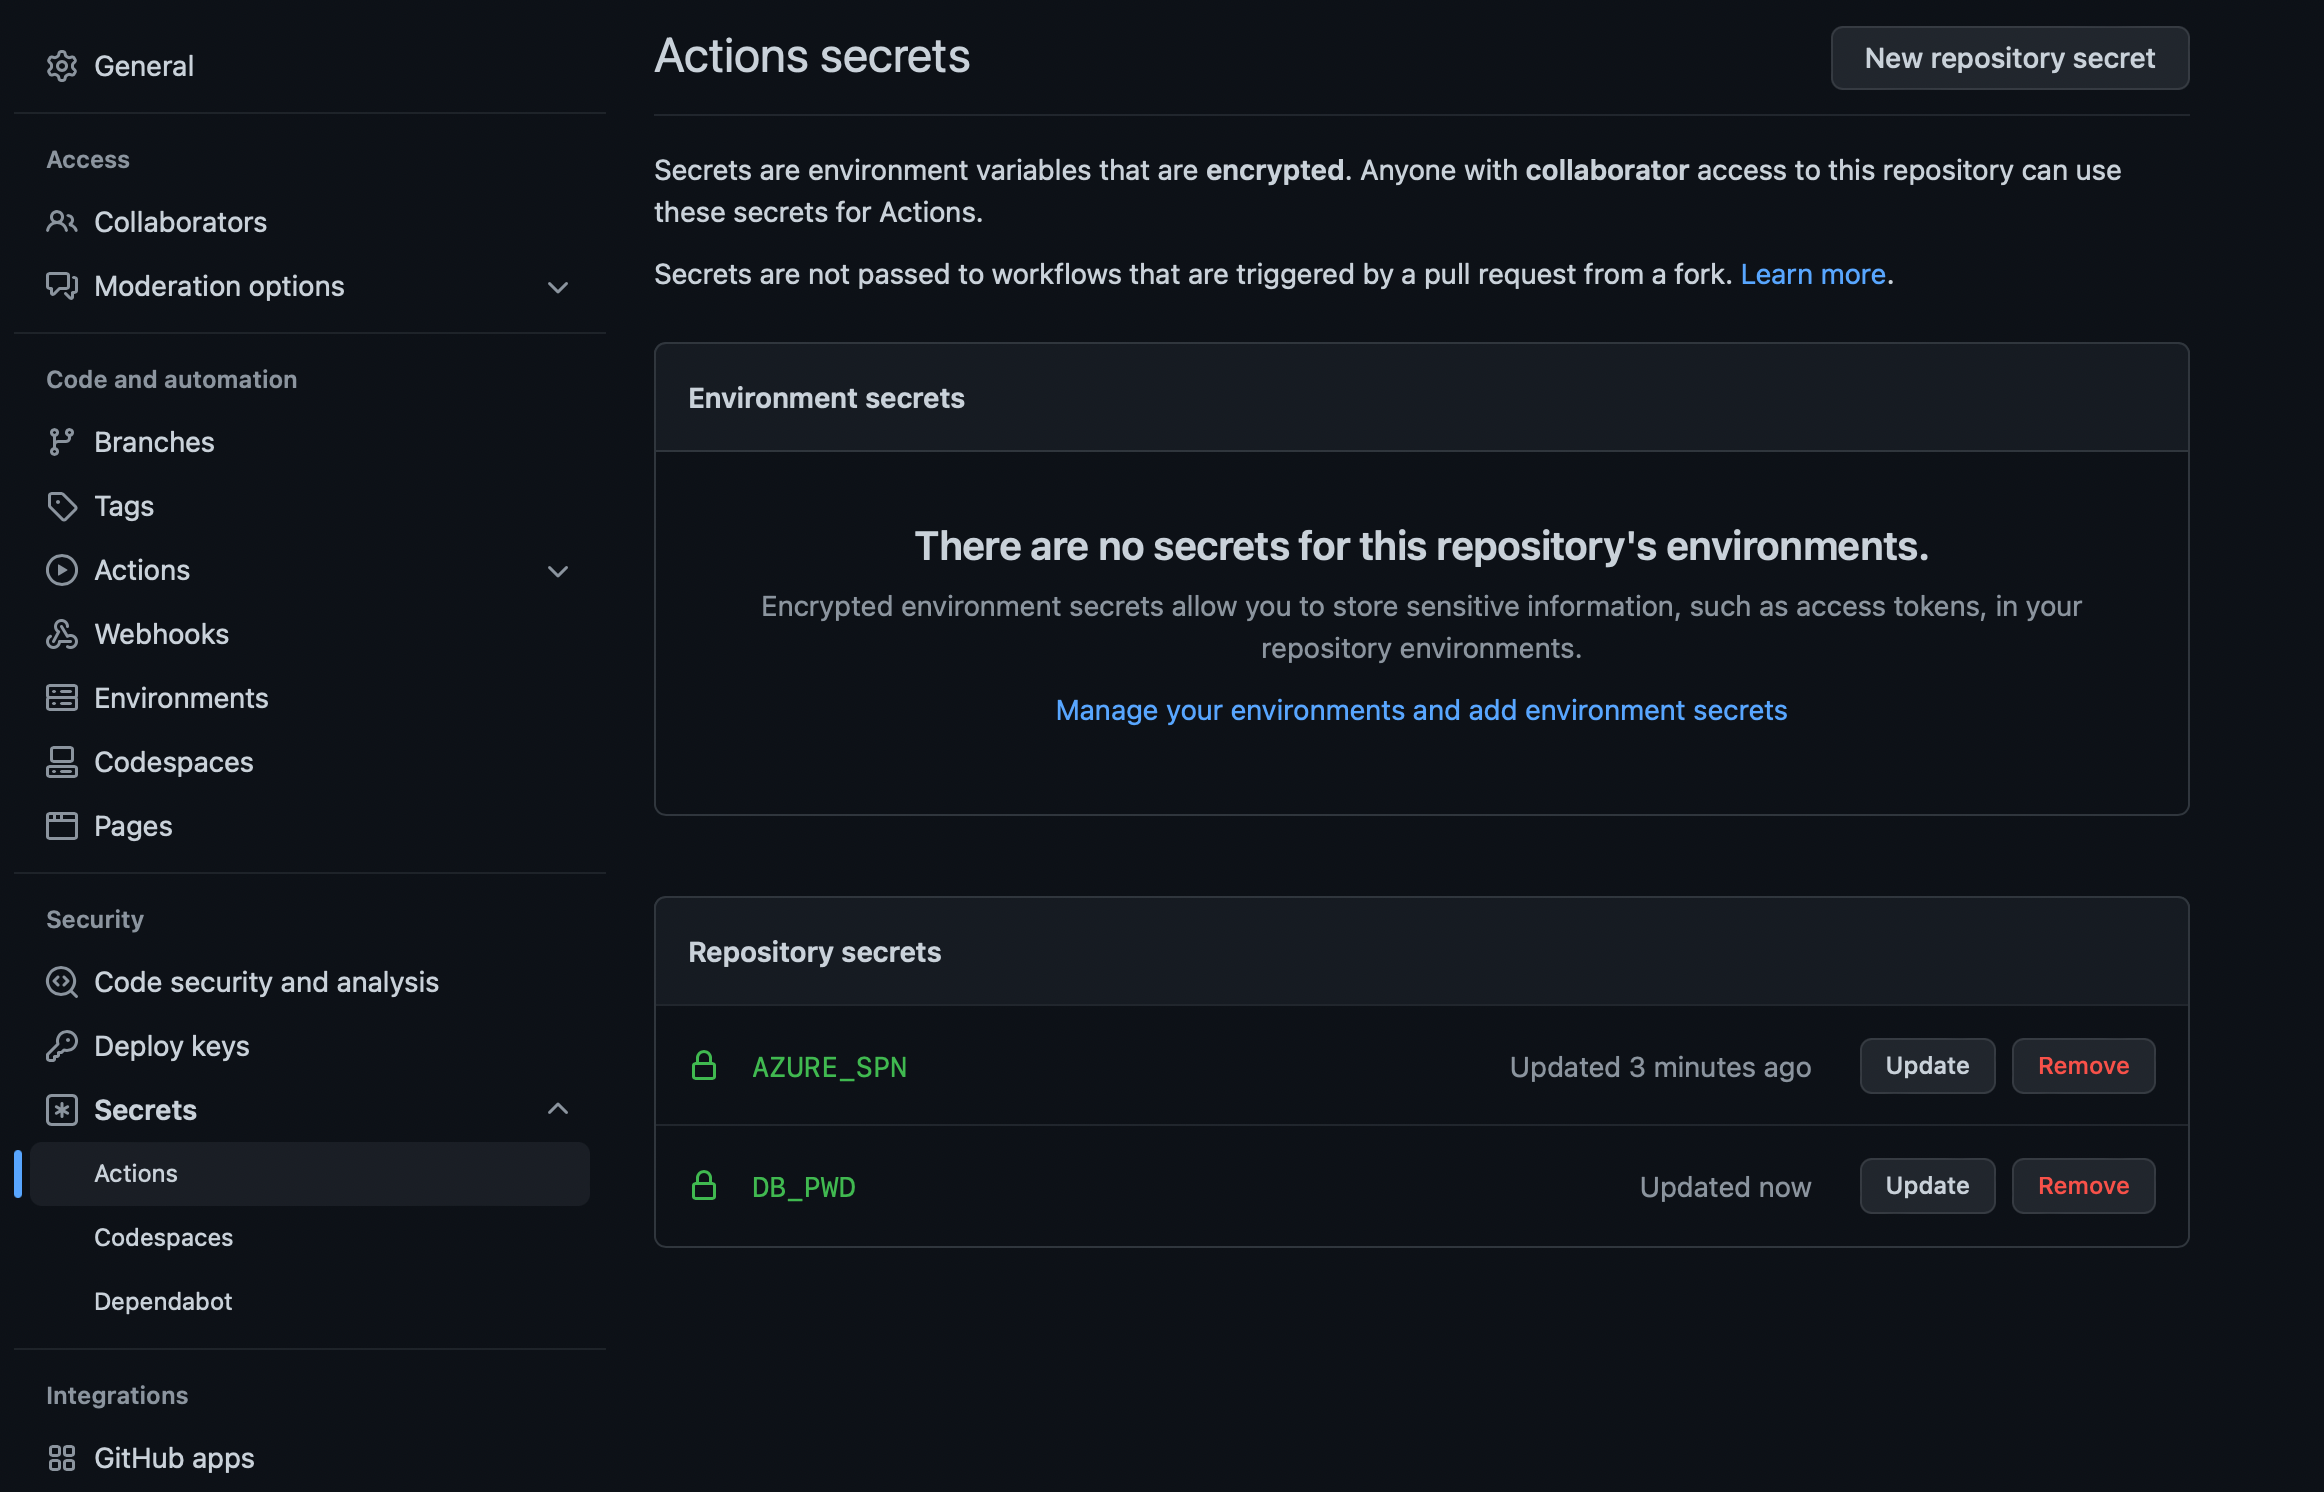 General
Access
Collaborators
Moderation options
Code and automation
Branches
Tags
Actions
Webhooks
Environments
Codespaces
Pages
Security
Code security and analysis
Deploy keys
Secrets
Actions
Codespaces
Dependabot
Integrations
GitHub apps
Actions secrets
New repository secret
Secrets are environment variables that are encrypted. Anyone with collaborator access to this repository can use
these secrets for Actions.
Secrets are not passed to workflows that are triggered by a pull request from a fork. Learn more.
Environment secrets
There are no secrets for this repository's environments.
Encrypted environment secrets allow you to store sensitive information, such as access tokens, in your
repository environments.
Manage your environments and add environment secrets
Repository secrets
AZURE_SPN Updated 3 minutes ago Update Remove
DB_PWD Updated now Update Remove